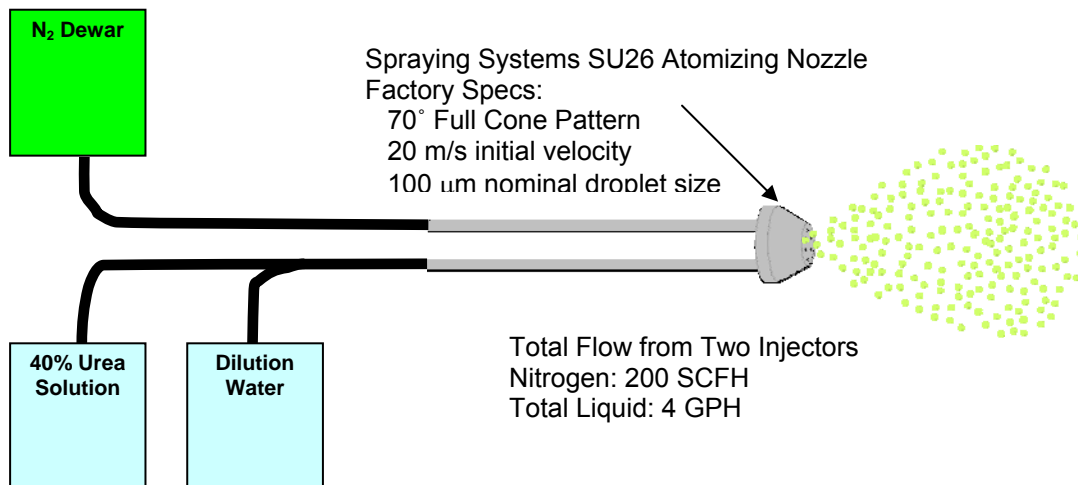 N₂ Dewar
Spraying Systems SU26 Atomizing Nozzle
Factory Specs:
70° Full Cone Pattern
20 m/s initial velocity
100 μm nominal droplet size
40% Urea
Solution
Dilution
Water
Total Flow from Two Injectors
Nitrogen: 200 SCFH
Total Liquid: 4 GPH